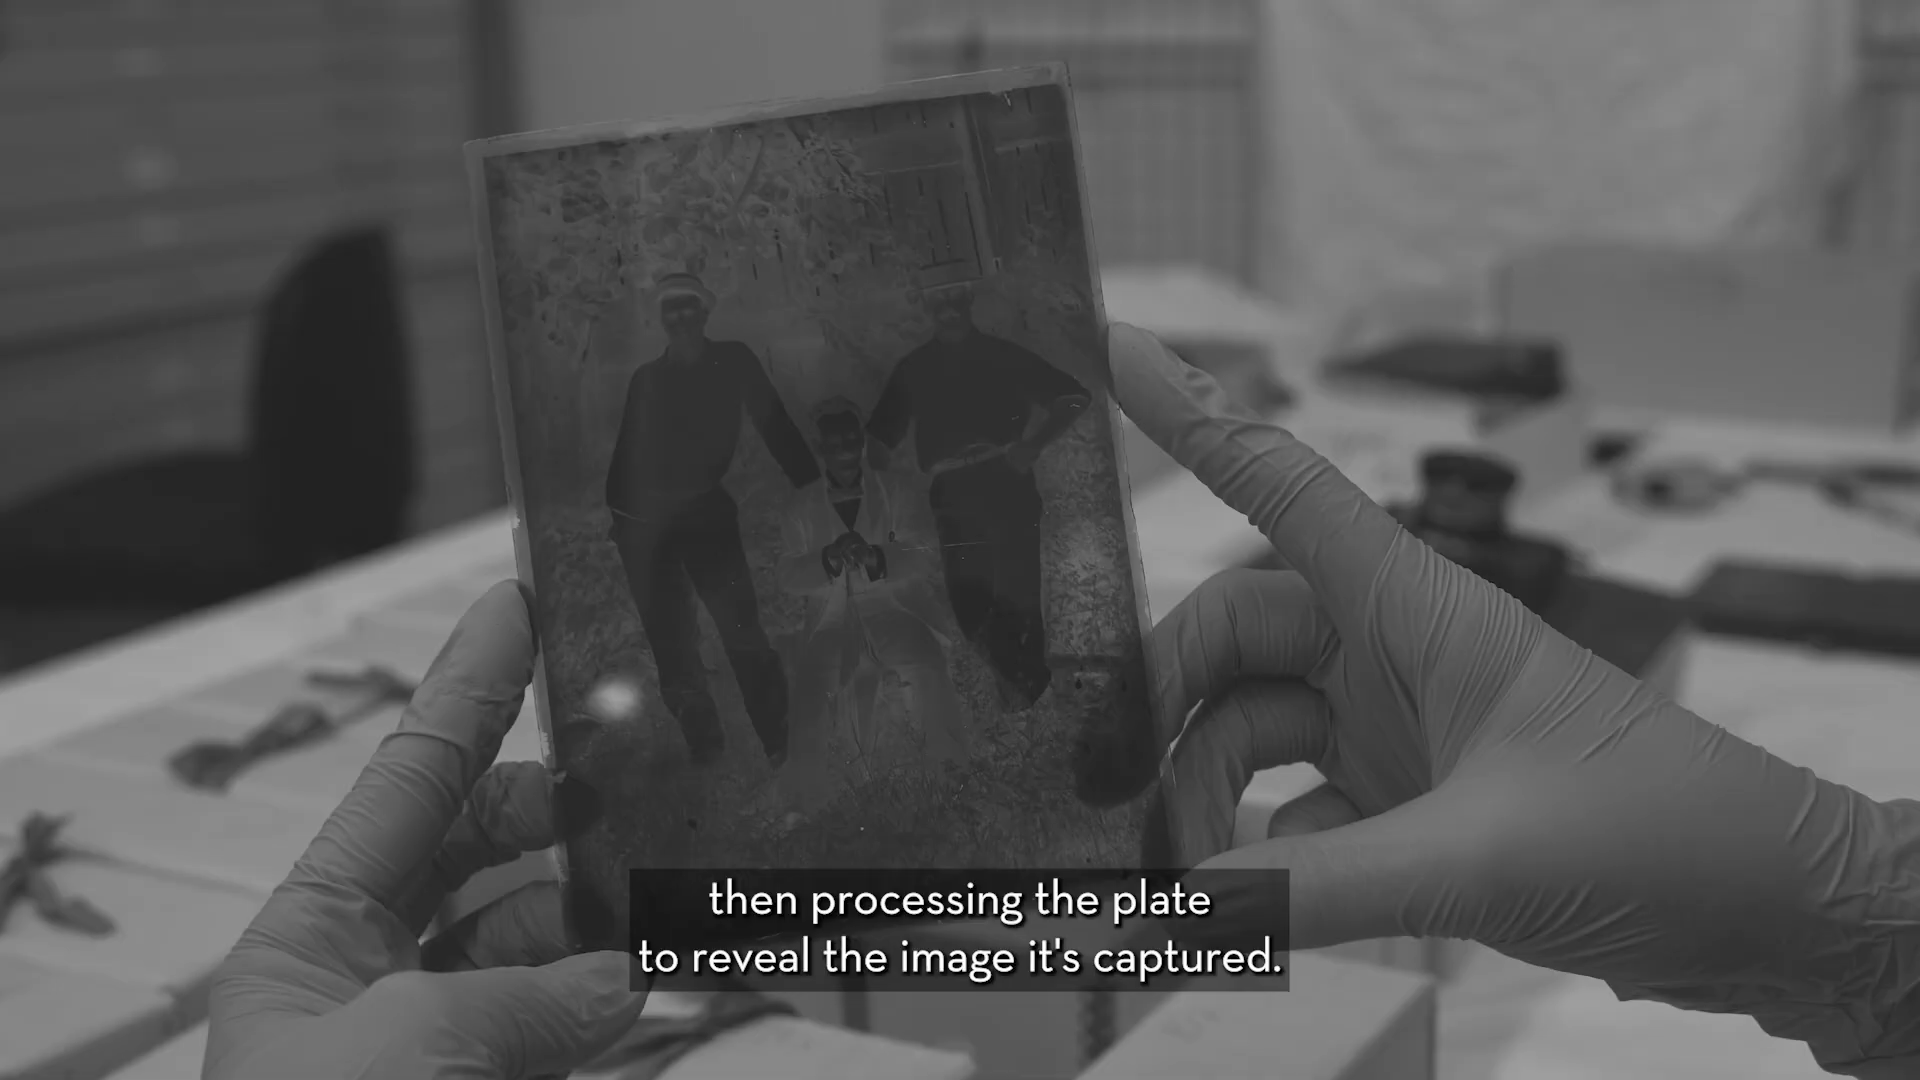 then processing the plate
to reveal the image it's captured.